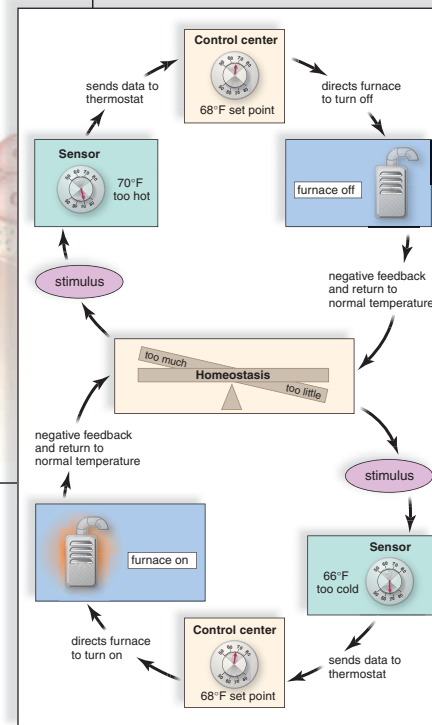 Control center
68°F set point
sends data to
thermostat
directs furnace
to turn off
Sensor
70°F
too hot
furnace off
stimulus
negative feedback
and return to
normal temperature
too much
Homeostasis
too little
negative feedback
and return to
normal temperature
stimulus
furnace on
Sensor
66°F
too cold
directs furnace
to turn on
Control center
68°F set point
sends data to
thermostat